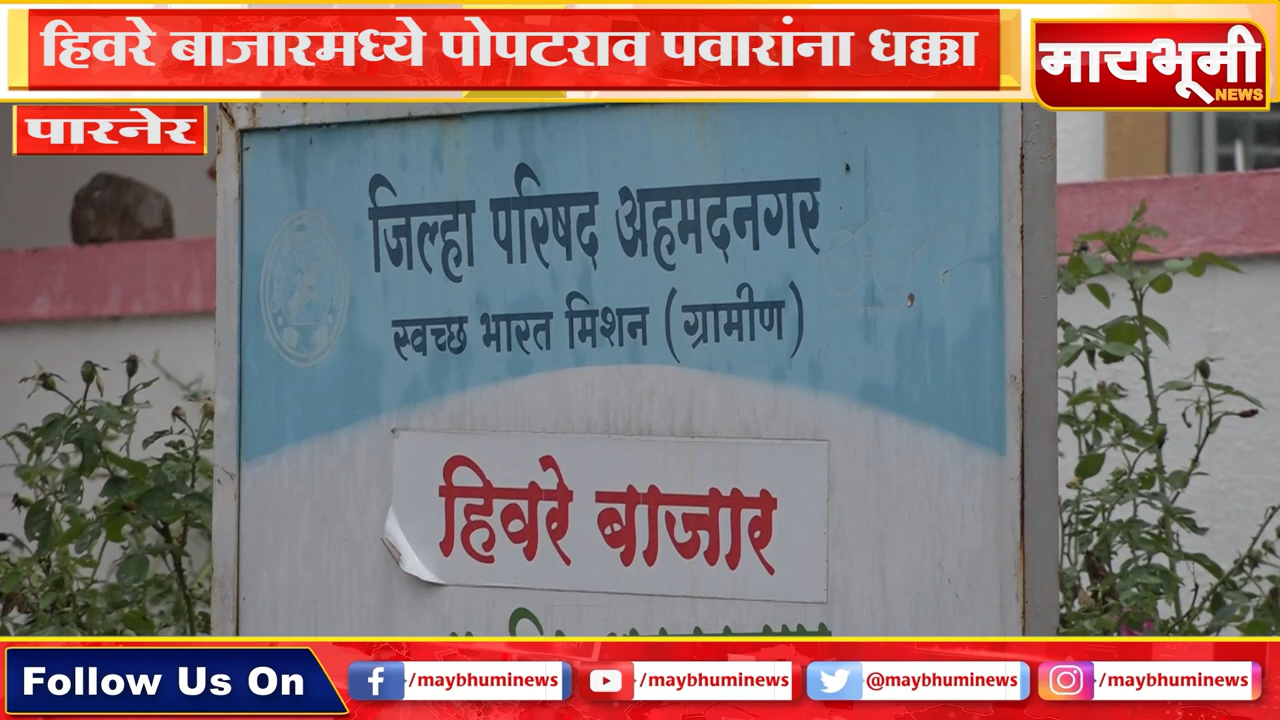 हिवरे बाजारमध्ये पोपटराव पवारांना धक्का
मायभूमी
NEWS
पारनेर
जिल्हा परिषद अहमदनगर
स्वच्छ भारत मिशन (ग्रामीण)
हिवरे बाजार
Follow Us On
/maybhuminews
/maybhuminews
@maybhuminews
/maybhuminews